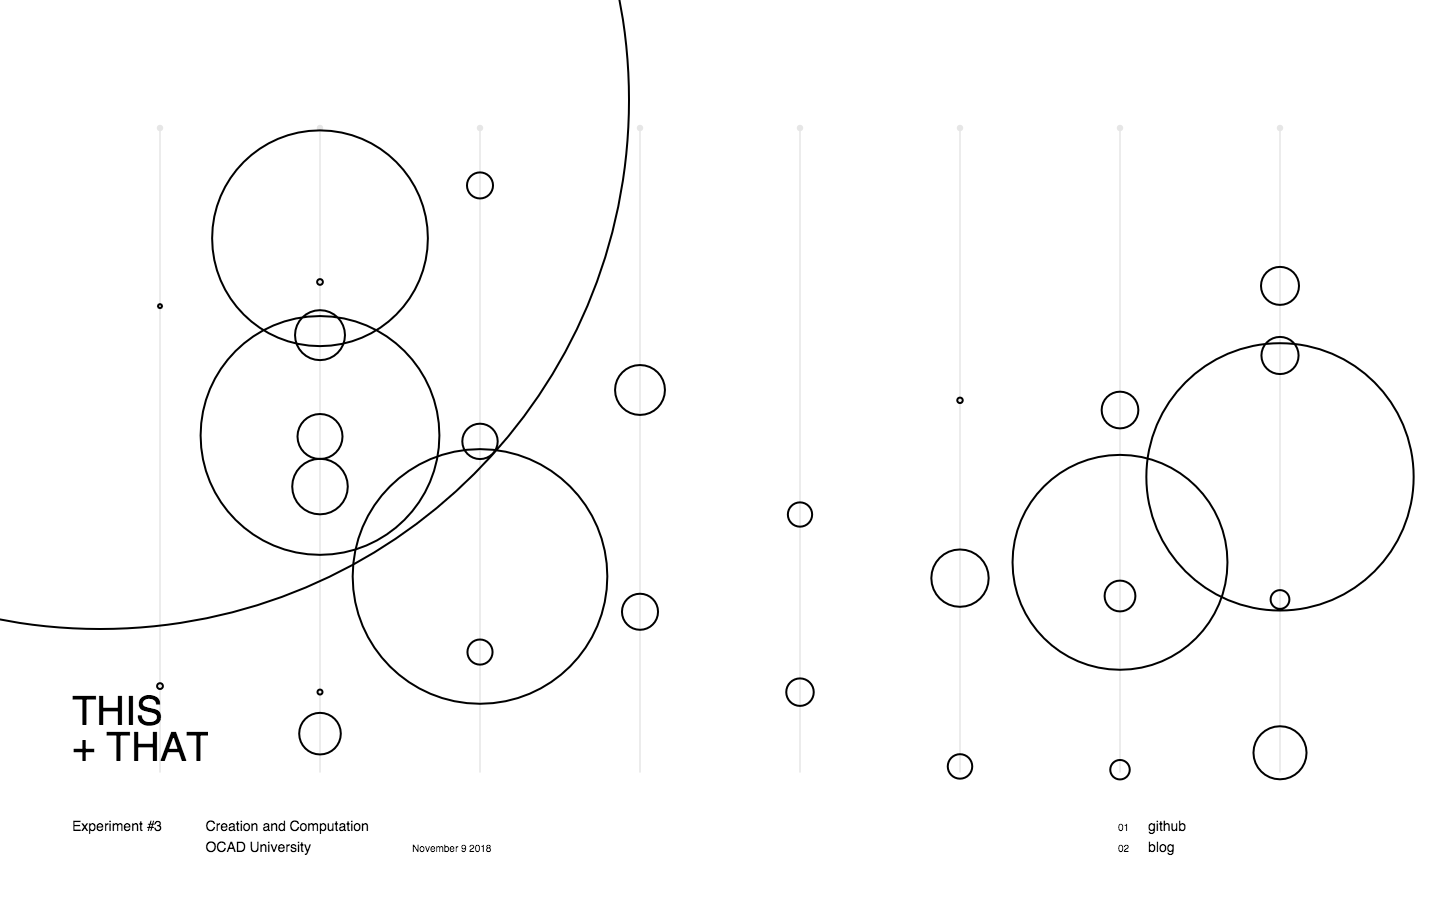 THIS
+ THAT
Experiment #3
Creation and Computation
OCAD University
November 9 2018
01 github
02 blog